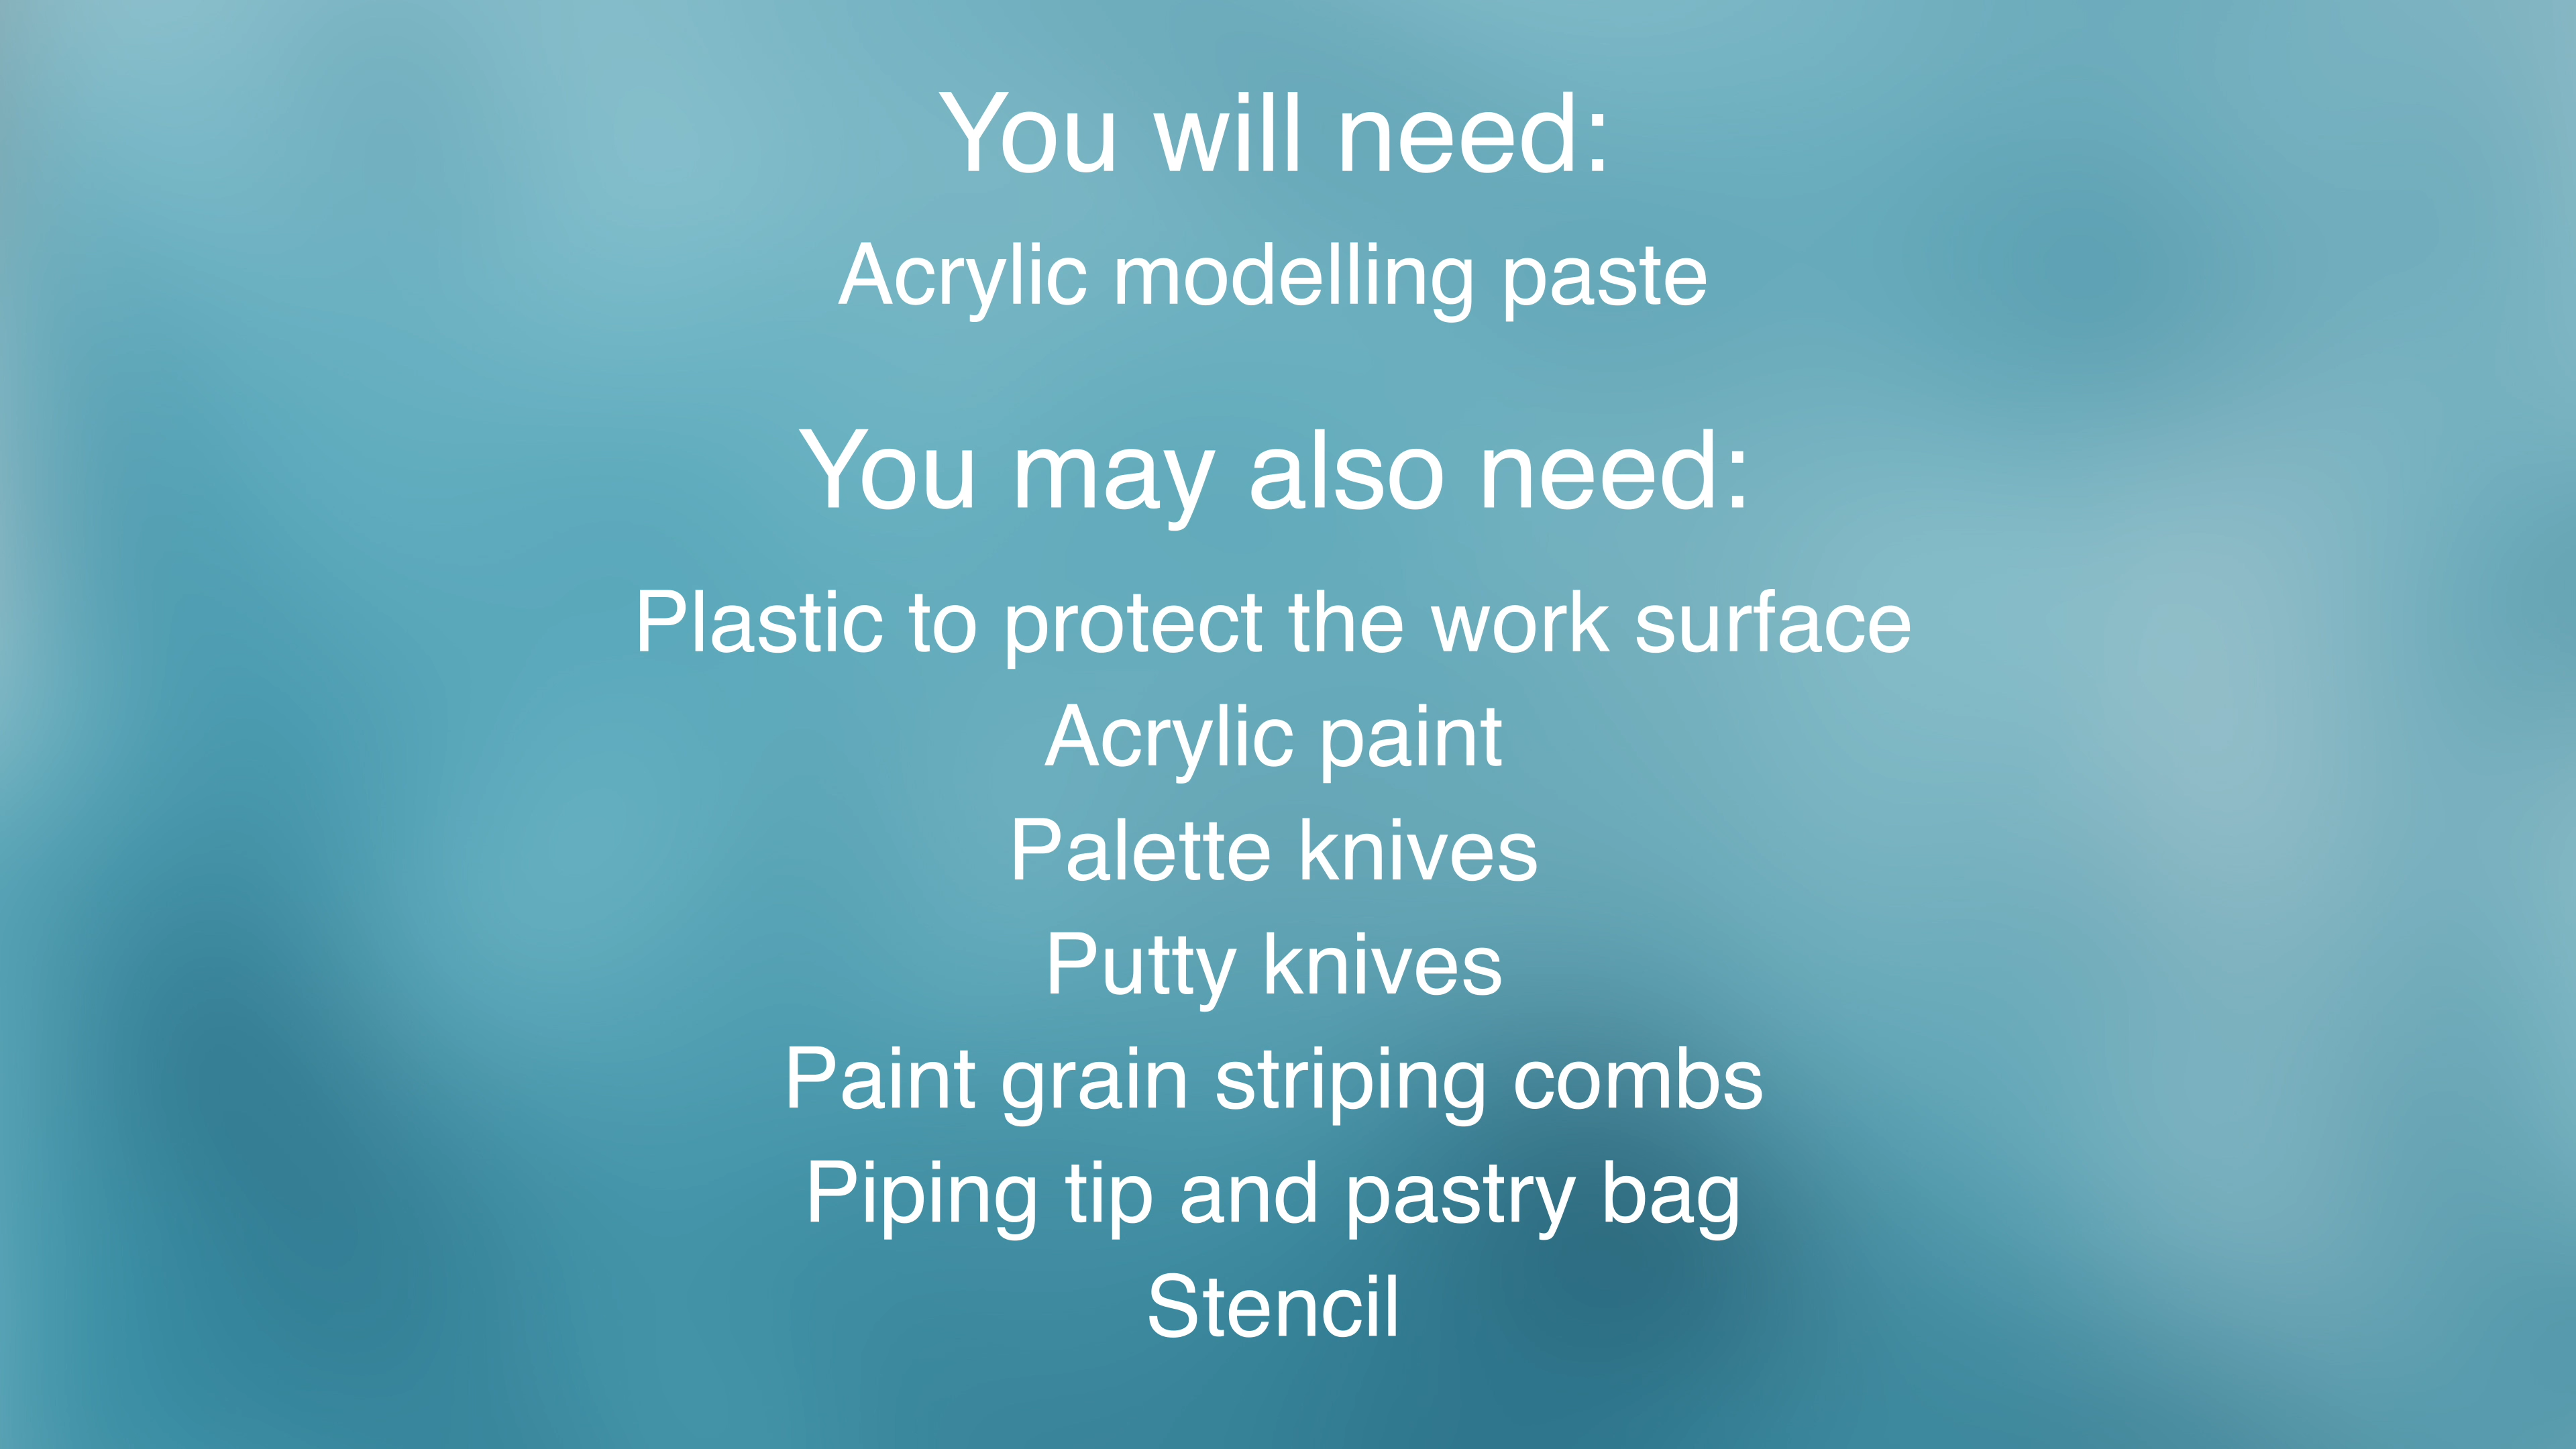 You will need:
Acrylic modelling paste
You may also need:
Plastic to protect the work surface
Acrylic paint
Palette knives
Putty knives
Paint grain striping combs
Piping tip and pastry bag
Stencil